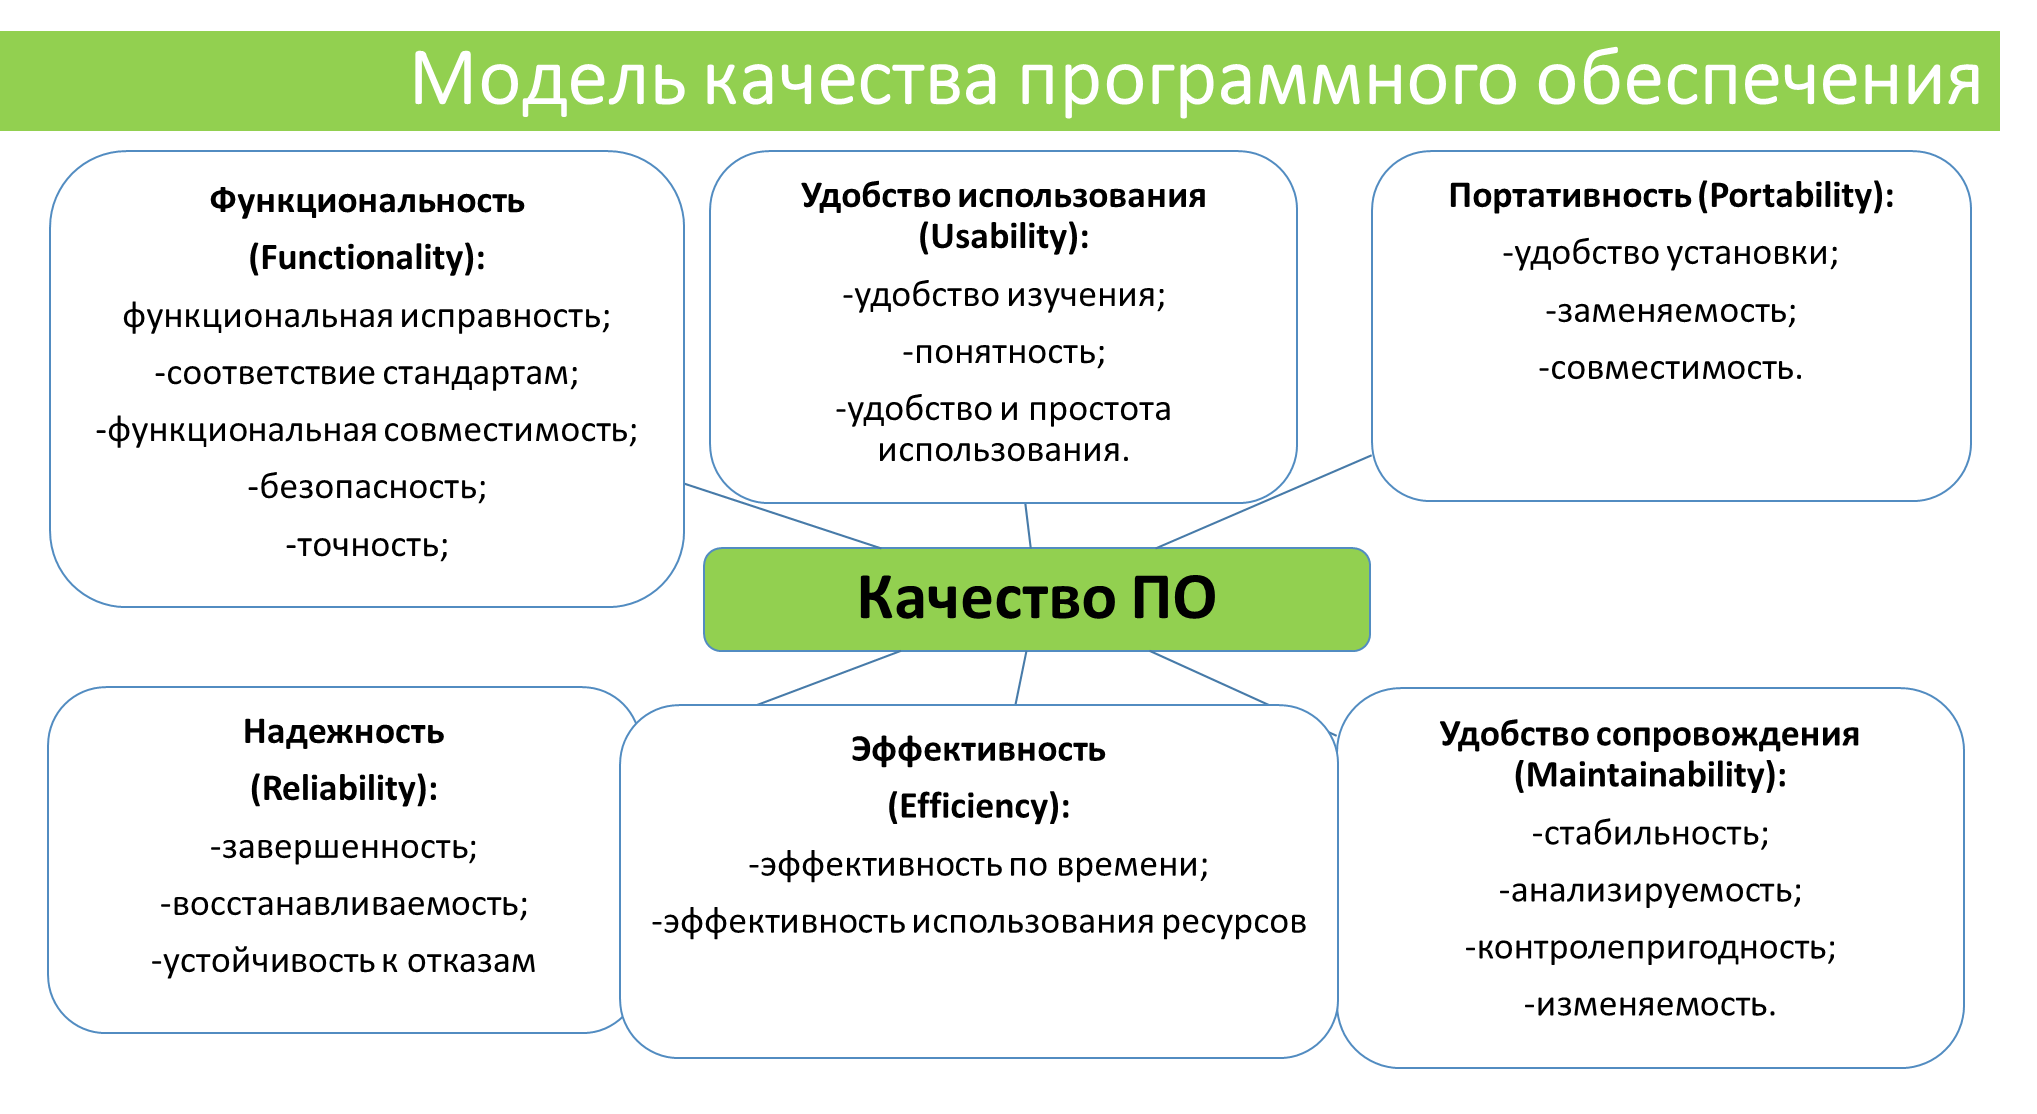 Модель качества программного обеспечения
Функциональность
(Functionality):
функциональная исправность;
-соответствие стандартам;
-функциональная совместимость;
-безопасность;
-точность;
Удобство использования
(Usability):
-удобство изучения;
-понятность;
-удобство и простота
использования.
Портативность (Portability):
-удобство установки;
-заменяемость;
-совместимость.
Качество ПО
Надежность
(Reliability):
-завершенность;
-восстанавливаемость;
-устойчивость к отказам
Эффективность
(Efficiency):
-эффективность по времени;
-эффективность использования ресурсов
Удобство сопровождения
(Maintainability):
-стабильность;
-анализируемость;
-контролепригодность;
-изменяемость.